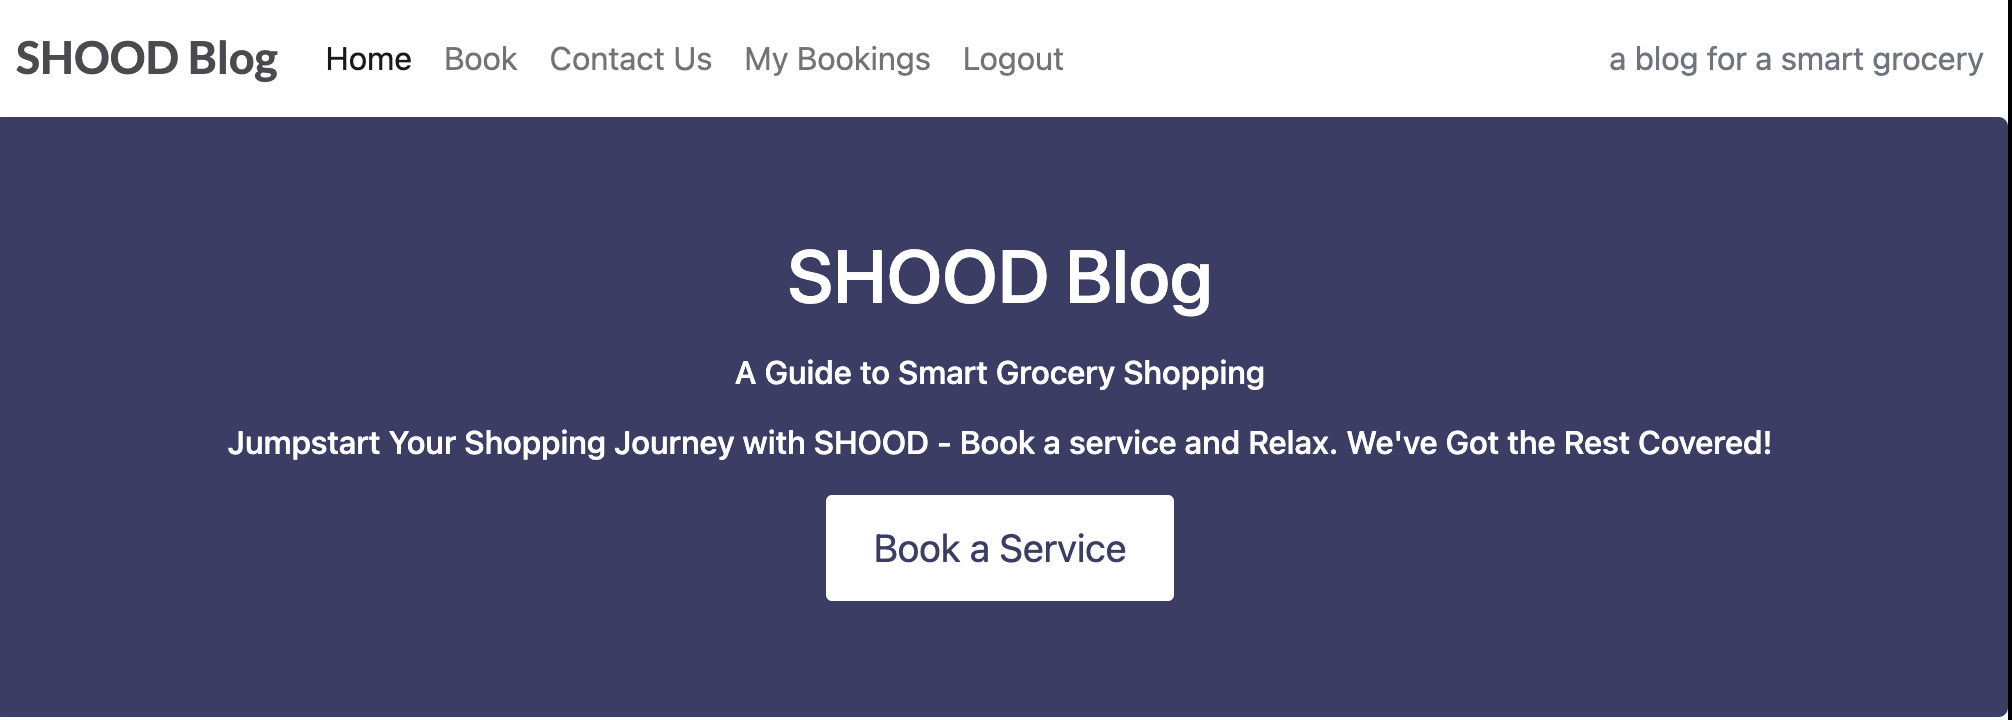 SHOOD Blog Home Book Contact Us My Bookings Logout a blog for a smart grocery
SHOOD Blog
A Guide to Smart Grocery Shopping
Jumpstart Your Shopping Journey with SHOOD - Book a service and Relax. We've Got the Rest Covered!
Book a Service